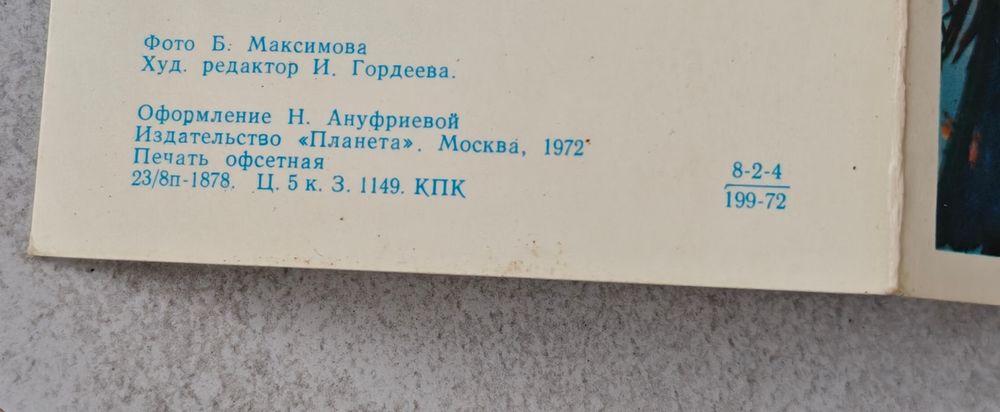 Фото Б. Максимова
Худ. редактор И. Гордеева.
Оформление Н. Ануфриевой
Издательство «Планета». Москва, 1972
Печать офсетная
23/8п-1878. Ц. 5 к. З. 1149. КПК
8-2-4
199-72